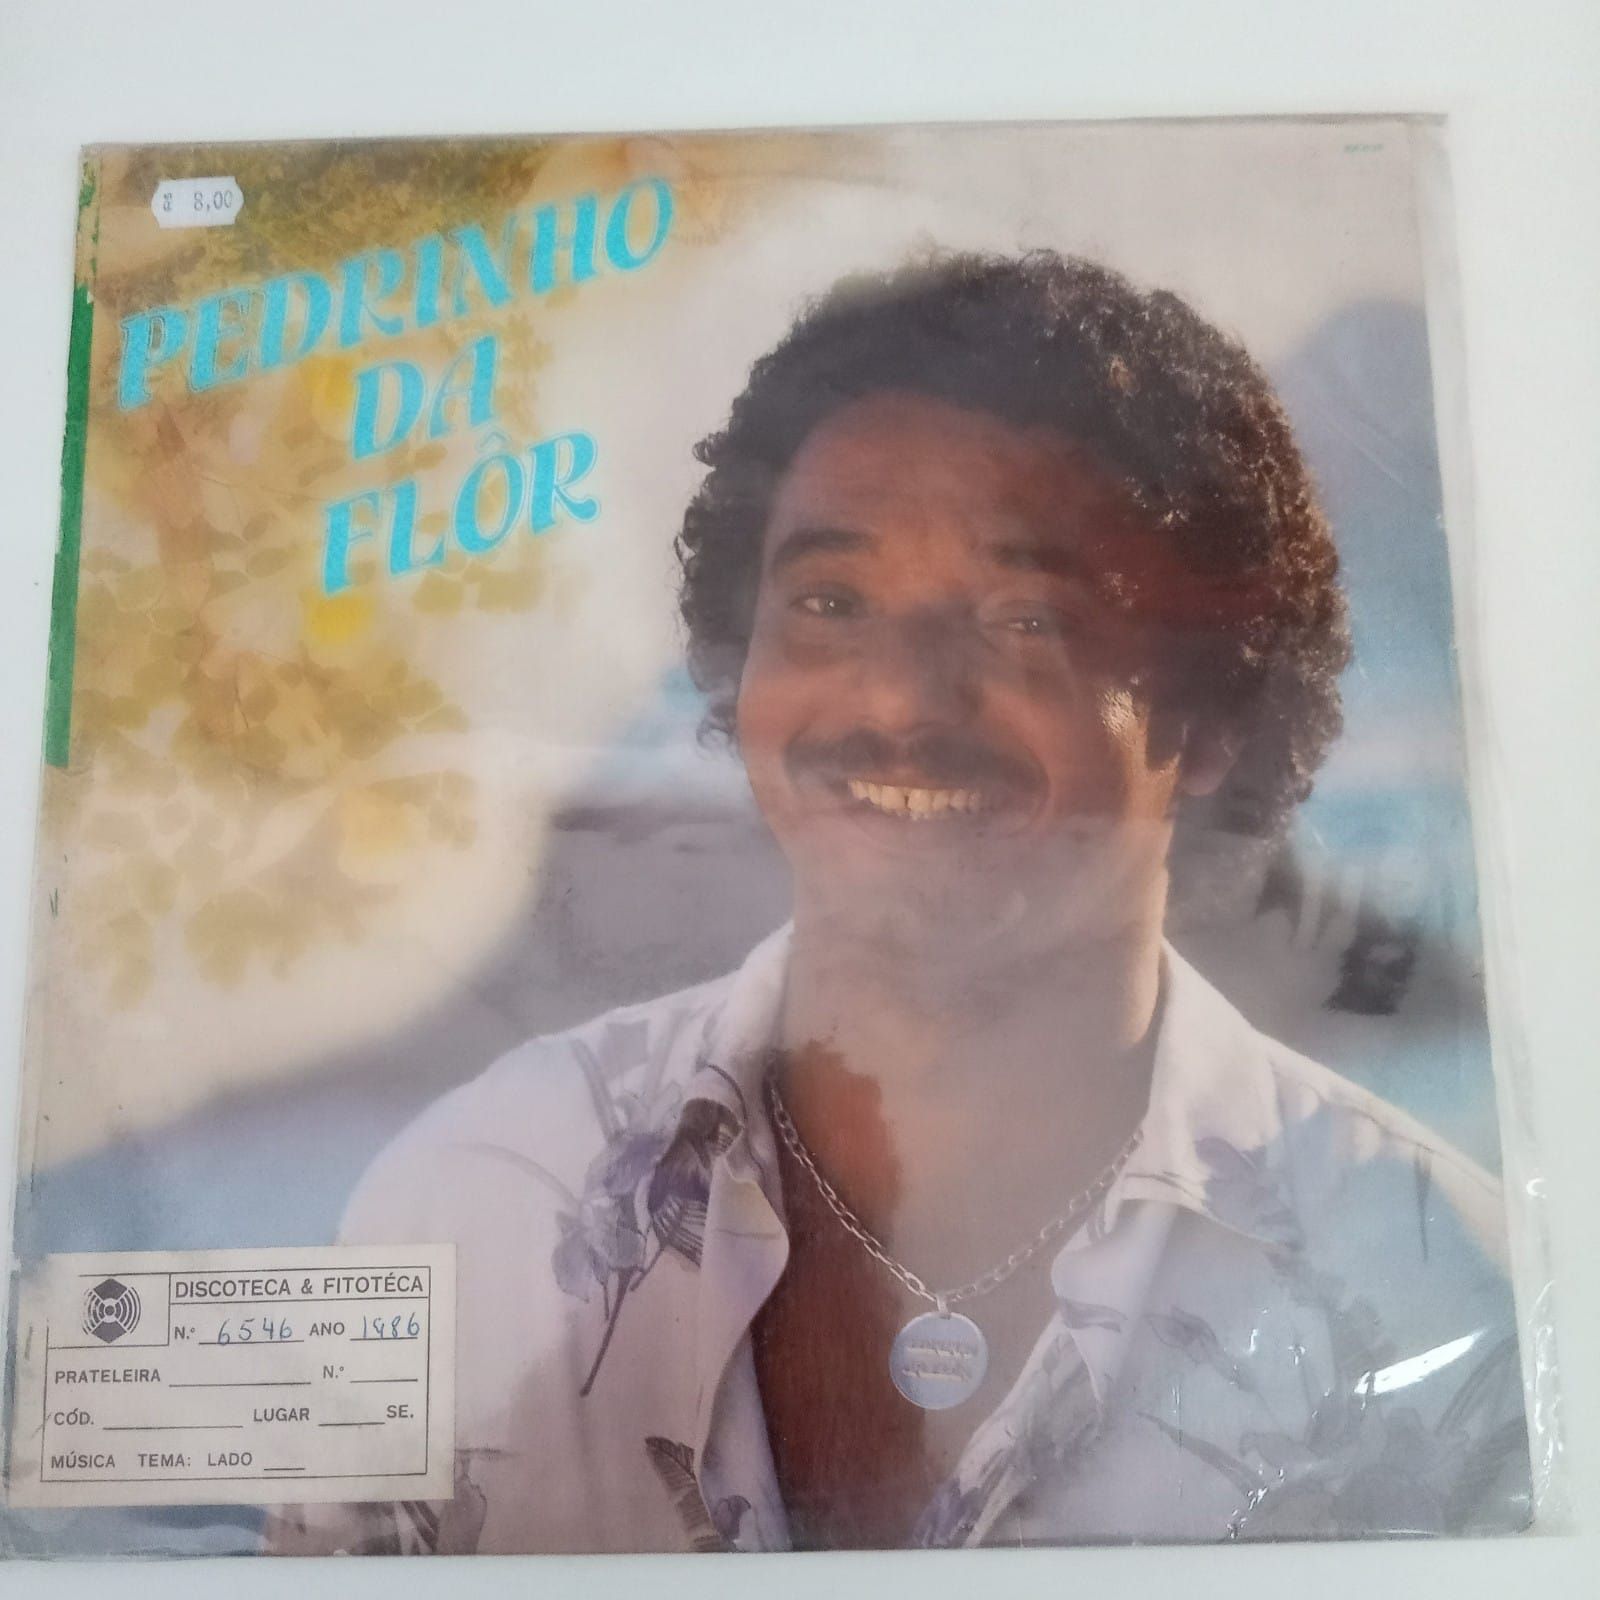 R$ 8,00
PEDRINHO
DA
FLÔR
DISCOTECA & FITOTÉCA
N.º 6546 ANO 1986
PRATELEIRA N.º
CÓD. LUGAR SE.
MÚSICA TEMA: LADO